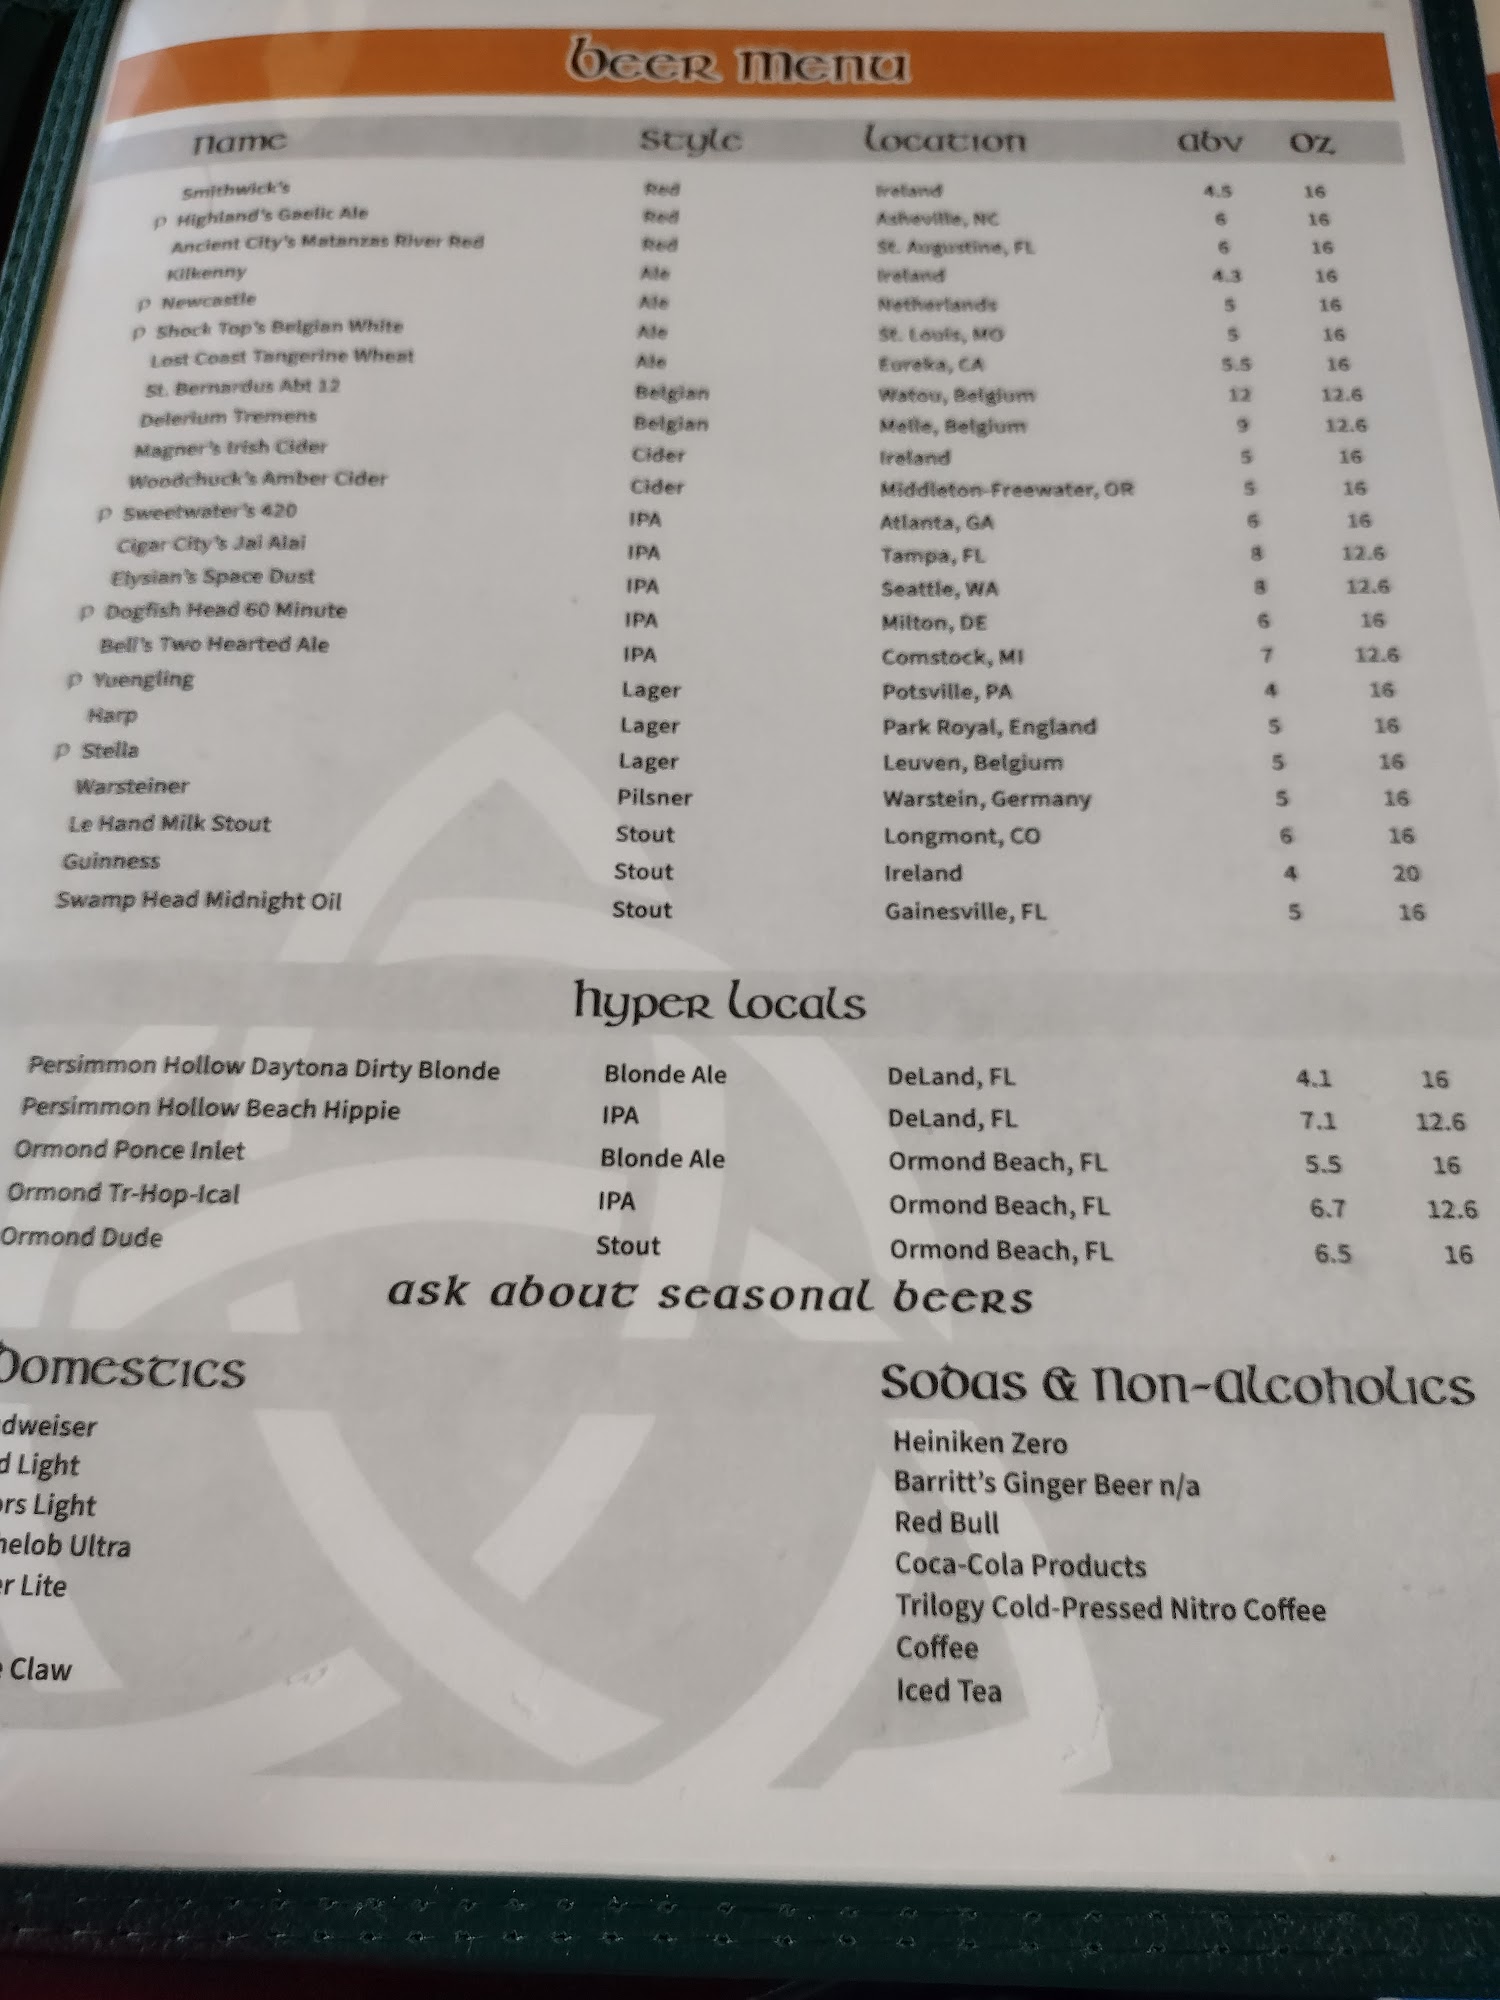 Beer Menu
Name Style Location ABV OZ
Smithwick's Red Ireland 4.5 16
P Highland's Gaelic Ale Red Asheville, NC 6 16
Ancient City's Matanzas River Red Red St. Augustine, FL 6 16
Kilkenny Ale Ireland 4.3 16
P Newcastle Ale Netherlands 5 16
P Shock Top's Belgian White Ale St. Louis, MO 5 16
Lost Coast Tangerine Wheat Ale Eureka, CA 5.5 16
St. Bernardus Abt 12 Belgian Watou, Belgium 12 12.6
Delerium Tremens Belgian Melle, Belgium 9 12.6
Magner's Irish Cider Cider Ireland 5 16
Woodchuck's Amber Cider Cider Middleton-Freewater, OR 5 16
P Sweetwater's 420 IPA Atlanta, GA 6 16
Cigar City's Jai Alai IPA Tampa, FL 8 12.6
Elysian's Space Dust IPA Seattle, WA 8 12.6
P Dogfish Head 60 Minute IPA Milton, DE 6 16
Bell's Two Hearted Ale IPA Comstock, MI 7 12.6
P Yuengling Lager Potsville, PA 4 16
Harp Lager Park Royal, England 5 16
P Stella Lager Leuven, Belgium 5 16
Warsteiner Pilsner Warstein, Germany 5 16
Le Hand Milk Stout Stout Longmont, CO 6 16
Guinness Stout Ireland 4 20
Swamp Head Midnight Oil Stout Gainesville, FL 5 16
Hyper Locals
Persimmon Hollow Daytona Dirty Blonde Blonde Ale DeLand, FL 4.1 16
Persimmon Hollow Beach Hippie IPA DeLand, FL 7.1 12.6
Ormond Ponce Inlet Blonde Ale Ormond Beach, FL 5.5 16
Ormond Tr-Hop-Ical IPA Ormond Beach, FL 6.7 12.6
Ormond Dude Stout Ormond Beach, FL 6.5 16
Ask about seasonal beers
Domestics
dweiser
d Light
ors Light
helob Ultra
er Lite
e Claw
Sodas & Non-Alcoholics
Heiniken Zero
Barritt's Ginger Beer n/a
Red Bull
Coca-Cola Products
Trilogy Cold-Pressed Nitro Coffee
Coffee
Iced Tea